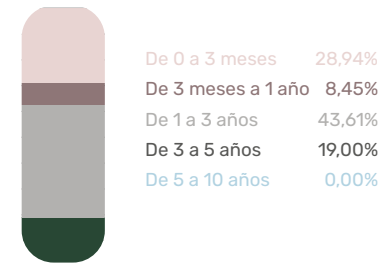 De 0 a 3 meses 28,94%
De 3 meses a 1 año 8,45%
De 1 a 3 años 43,61%
De 3 a 5 años 19,00%
De 5 a 10 años 0,00%